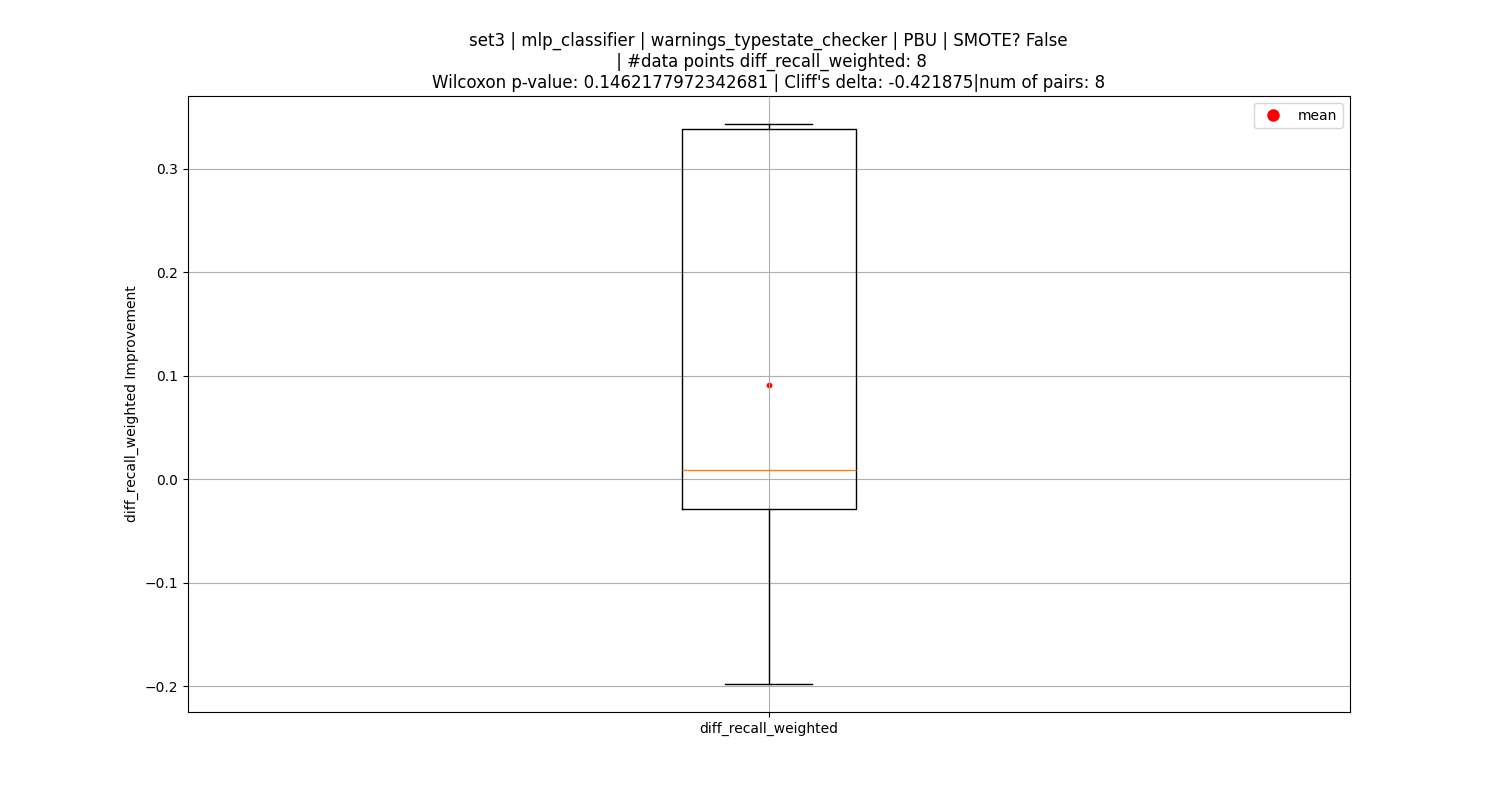 set3 | mlp_classifier | warnings_typestate_checker | PBU | SMOTE? False
| #data points diff_recall_weighted: 8
Wilcoxon p-value: 0.1462177972342681 | Cliff's delta: -0.421875|num of pairs: 8
mean
0.3
0.2
0.1
0.0
−0.1
−0.2
diff_recall_weighted Improvement
diff_recall_weighted